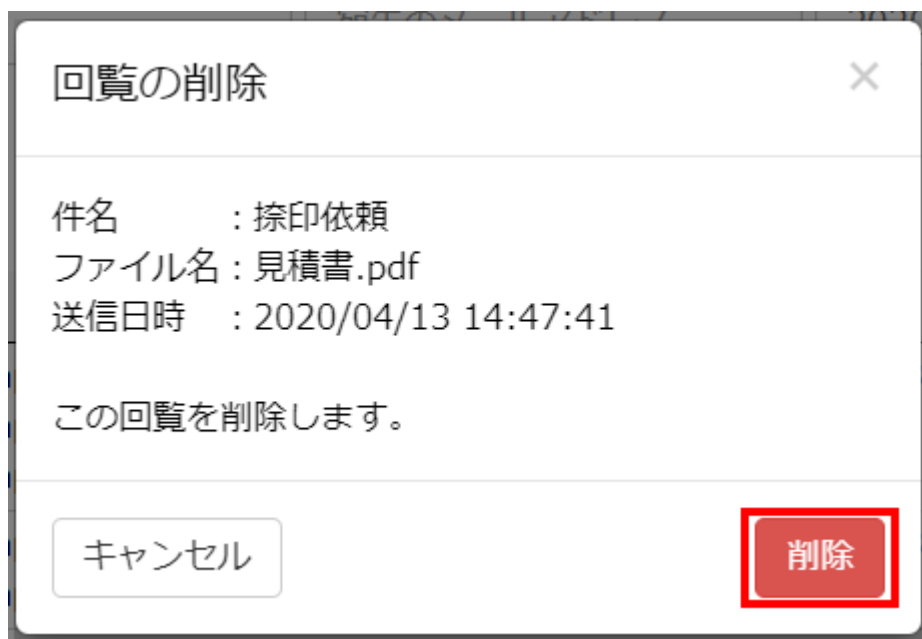 回覧の削除
件名 : 捺印依頼
ファイル名 : 見積書.pdf
送信日時 : 2020/04/13 14:47:41
この回覧を削除します。
キャンセル 削除